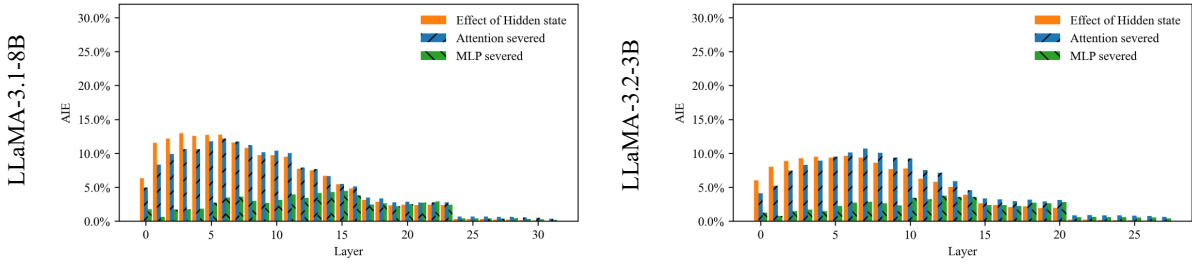 LLaMA-3.1-8B
AIE
30.0%
25.0%
20.0%
15.0%
10.0%
5.0%
0.0%
Effect of Hidden state
Attention severed
MLP severed
0 5 10 15 20 25 30
Layer
LLaMA-3.2-3B
AIE
30.0%
25.0%
20.0%
15.0%
10.0%
5.0%
0.0%
Effect of Hidden state
Attention severed
MLP severed
0 5 10 15 20 25
Layer